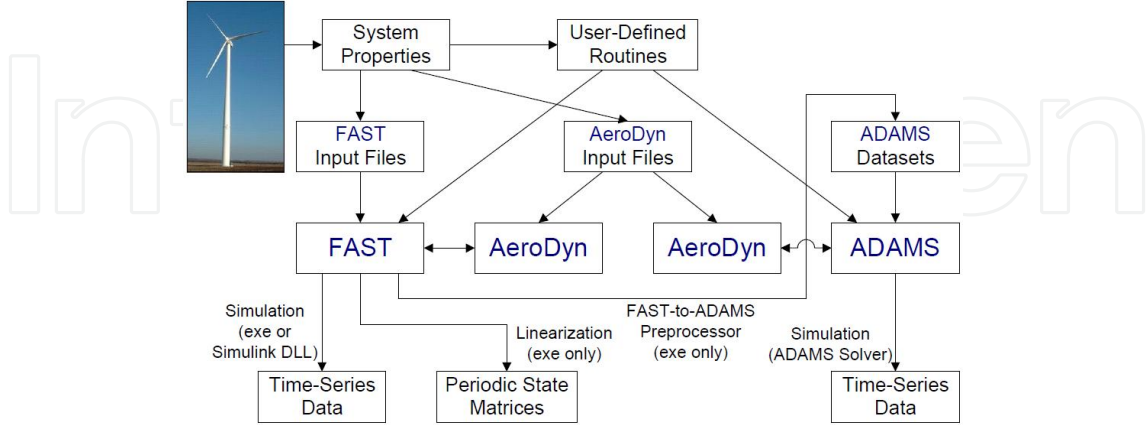 System
Properties
User-Defined
Routines
FAST
Input Files
AeroDyn
Input Files
ADAMS
Datasets
FAST
AeroDyn
AeroDyn
ADAMS
Simulation
(exe or
Simulink DLL)
Linearization
(exe only)
FAST-to-ADAMS
Preprocessor
(exe only)
Simulation
(ADAMS Solver)
Time-Series
Data
Periodic State
Matrices
Time-Series
Data